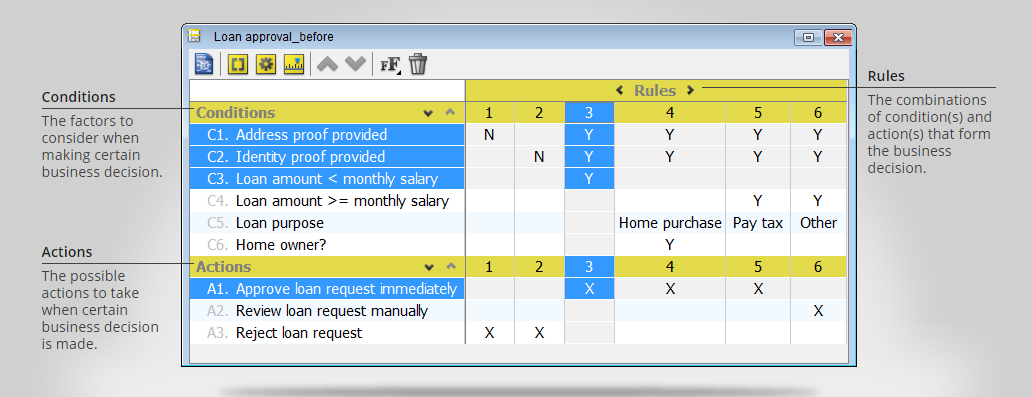 Loan approval_before
Conditions
The factors to
consider when
making certain
business decision.
Actions
The possible
actions to take
when certain
business decision
is made.
Rules
The combinations
of condition(s) and
action(s) that form
the business
decision.
FF
Rules
Conditions 1 2 3 4 5 6
C1. Address proof provided N Y Y Y Y
C2. Identity proof provided N Y Y Y Y
C3. Loan amount < monthly salary Y
C4. Loan amount >= monthly salary Y Y
C5. Loan purpose Home purchase Pay tax Other
C6. Home owner? Y
Actions 1 2 3 4 5 6
A1. Approve loan request immediately X X X
A2. Review loan request manually X
A3. Reject loan request X X